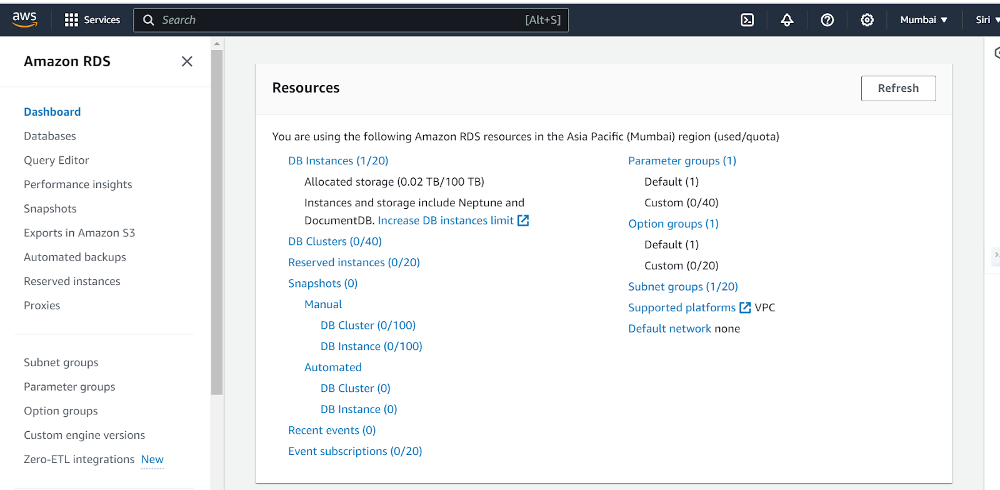 aws
Services
Search
[Alt+S]
Mumbai
Siri
Amazon RDS
Dashboard
Databases
Query Editor
Performance insights
Snapshots
Exports in Amazon S3
Automated backups
Reserved instances
Proxies
Subnet groups
Parameter groups
Option groups
Custom engine versions
Zero-ETL integrations New
Resources
Refresh
You are using the following Amazon RDS resources in the Asia Pacific (Mumbai) region (used/quota)
DB Instances (1/20)
Allocated storage (0.02 TB/100 TB)
Instances and storage include Neptune and
DocumentDB. Increase DB instances limit
DB Clusters (0/40)
Reserved instances (0/20)
Snapshots (0)
Manual
DB Cluster (0/100)
DB Instance (0/100)
Automated
DB Cluster (0)
DB Instance (0)
Recent events (0)
Event subscriptions (0/20)
Parameter groups (1)
Default (1)
Custom (0/40)
Option groups (1)
Default (1)
Custom (0/20)
Subnet groups (1/20)
Supported platforms VPC
Default network none